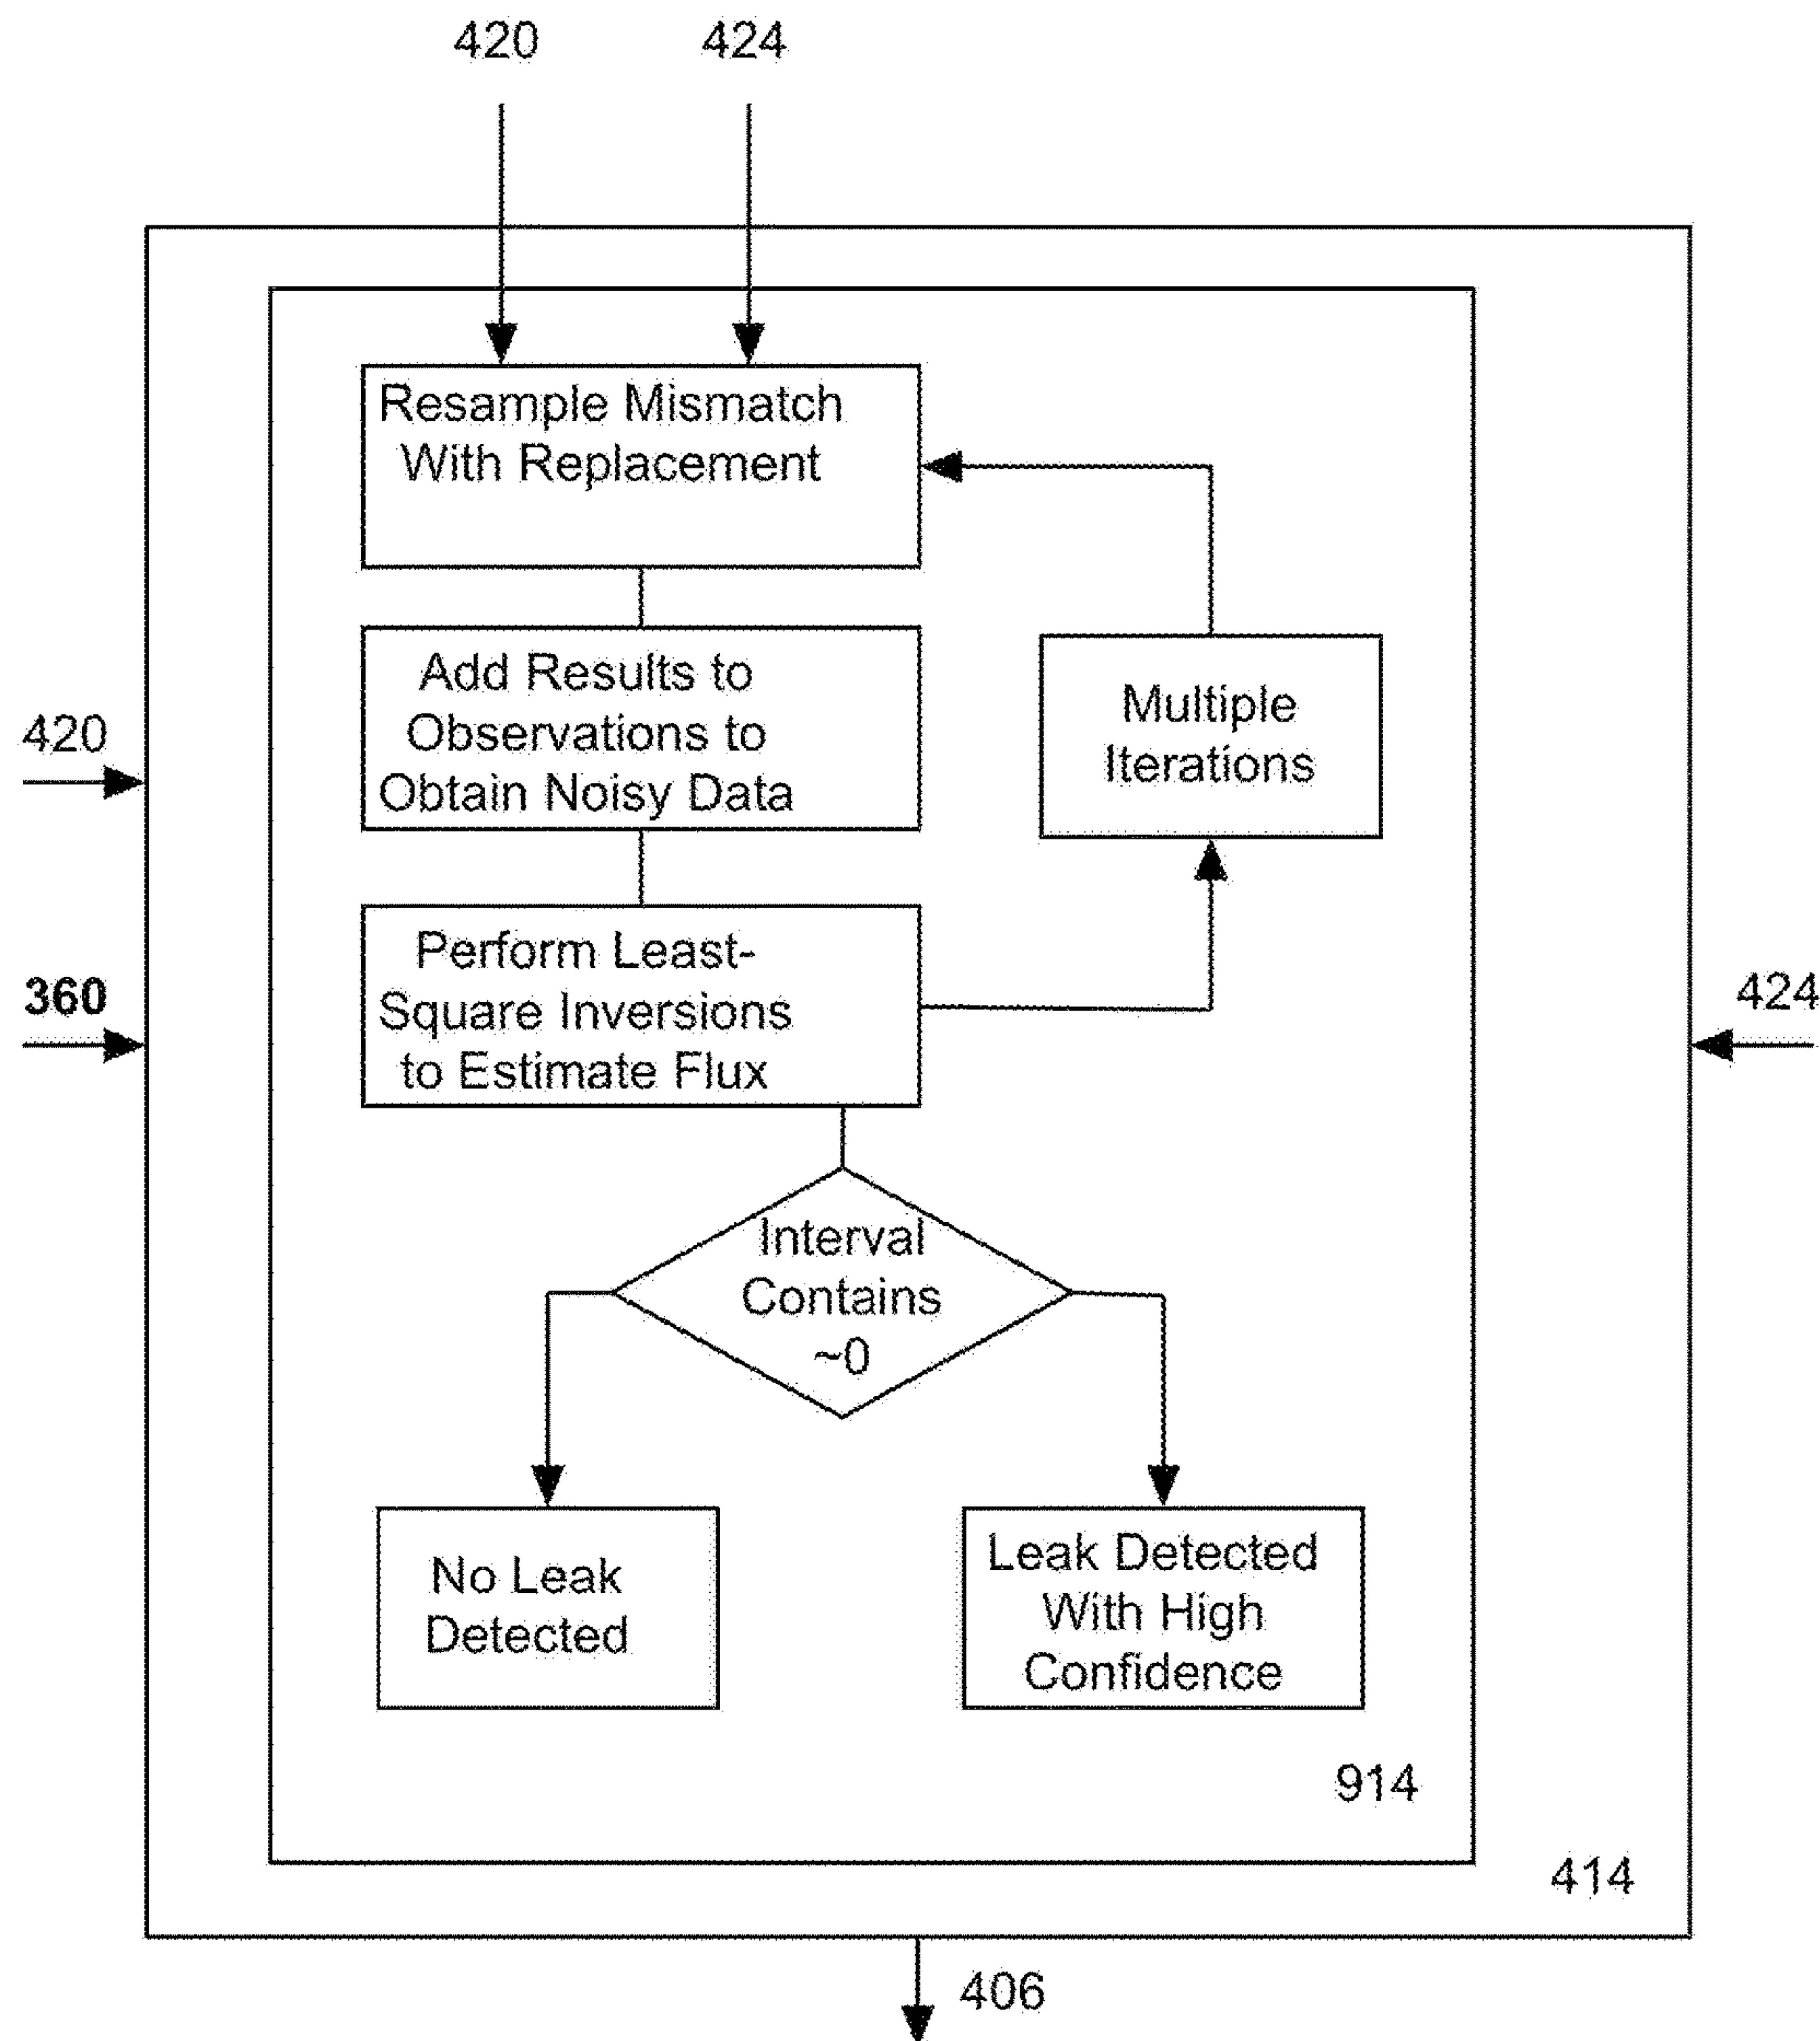 420
424
Resample Mismatch
With Replacement
Add Results to
Observations to
Obtain Noisy Data
Multiple
Iterations
420
360
Perform Least-
Square Inversions
to Estimate Flux
424
Interval
Contains
~0
No Leak
Detected
Leak Detected
With High
Confidence
914
414
406